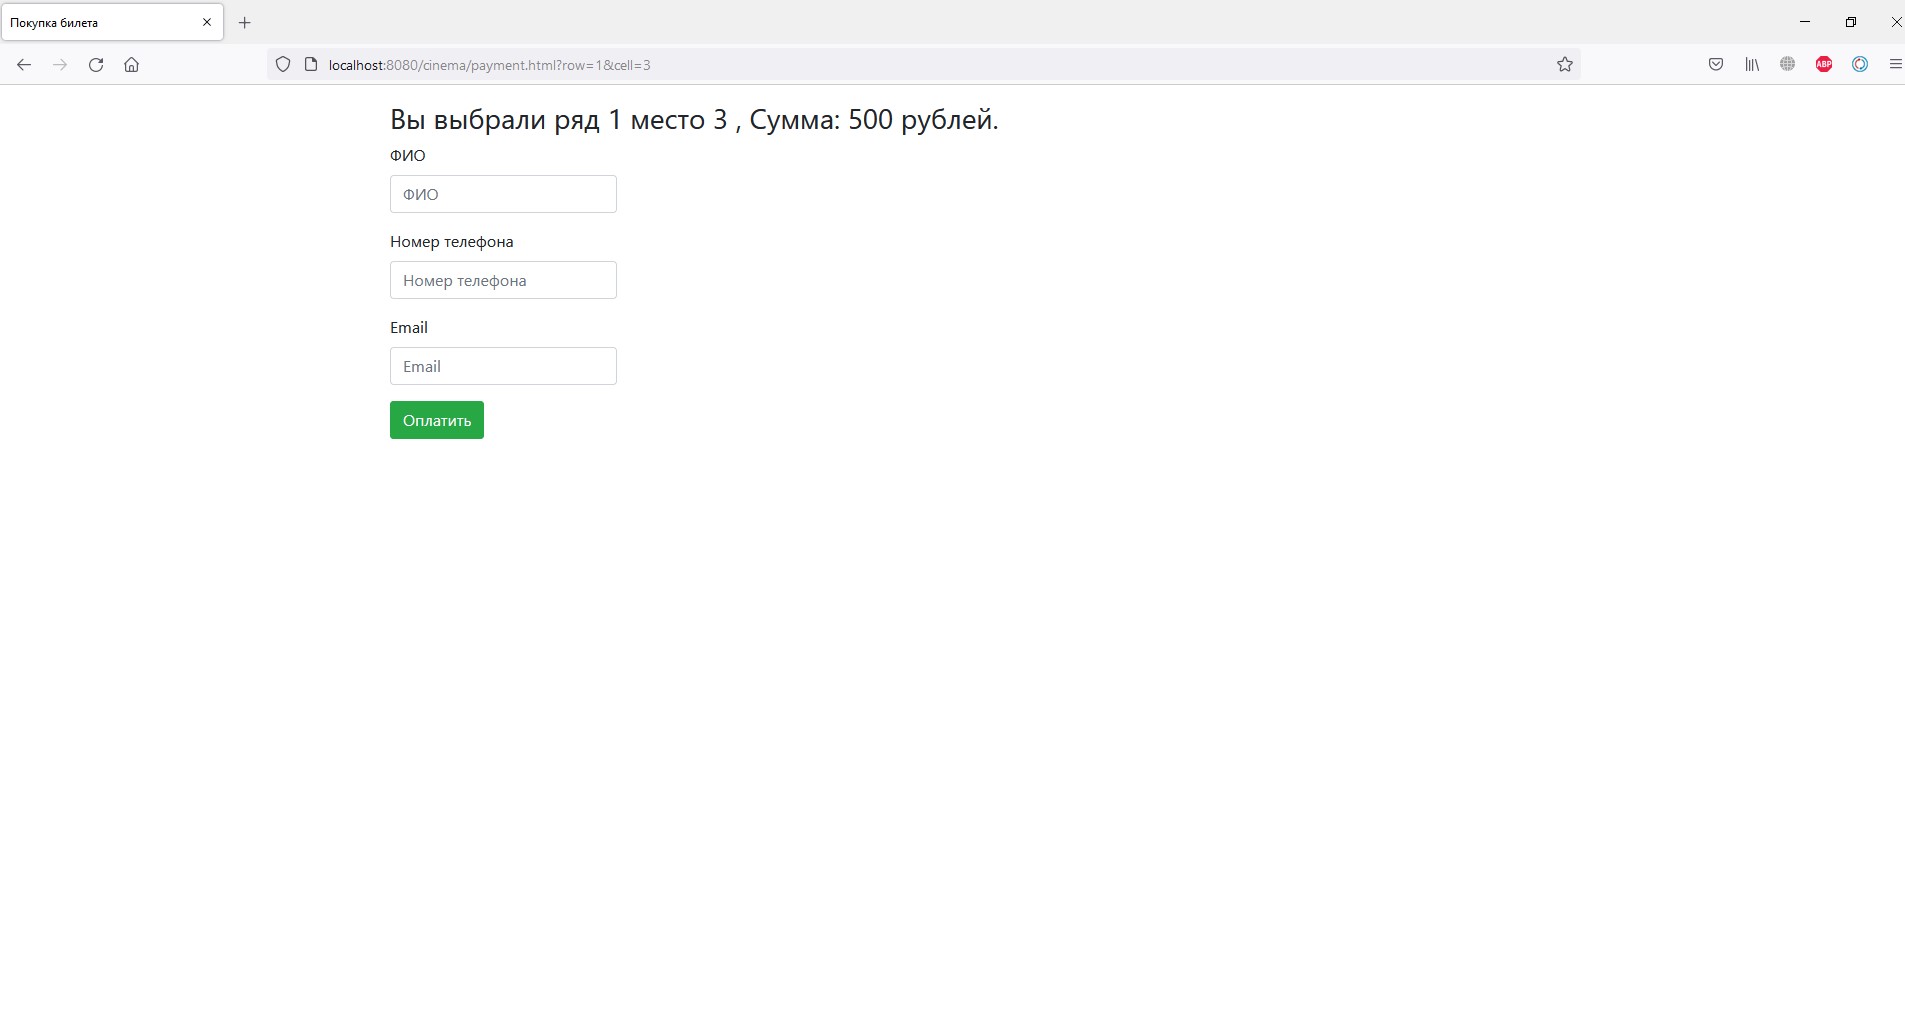 Покупка билета
localhost:8080/cinema/payment.html?row=1&cell=3
ABP
Вы выбрали ряд 1 место 3 , Сумма: 500 рублей.
ФИО
ФИО
Номер телефона
Номер телефона
Email
Email
Оплатить